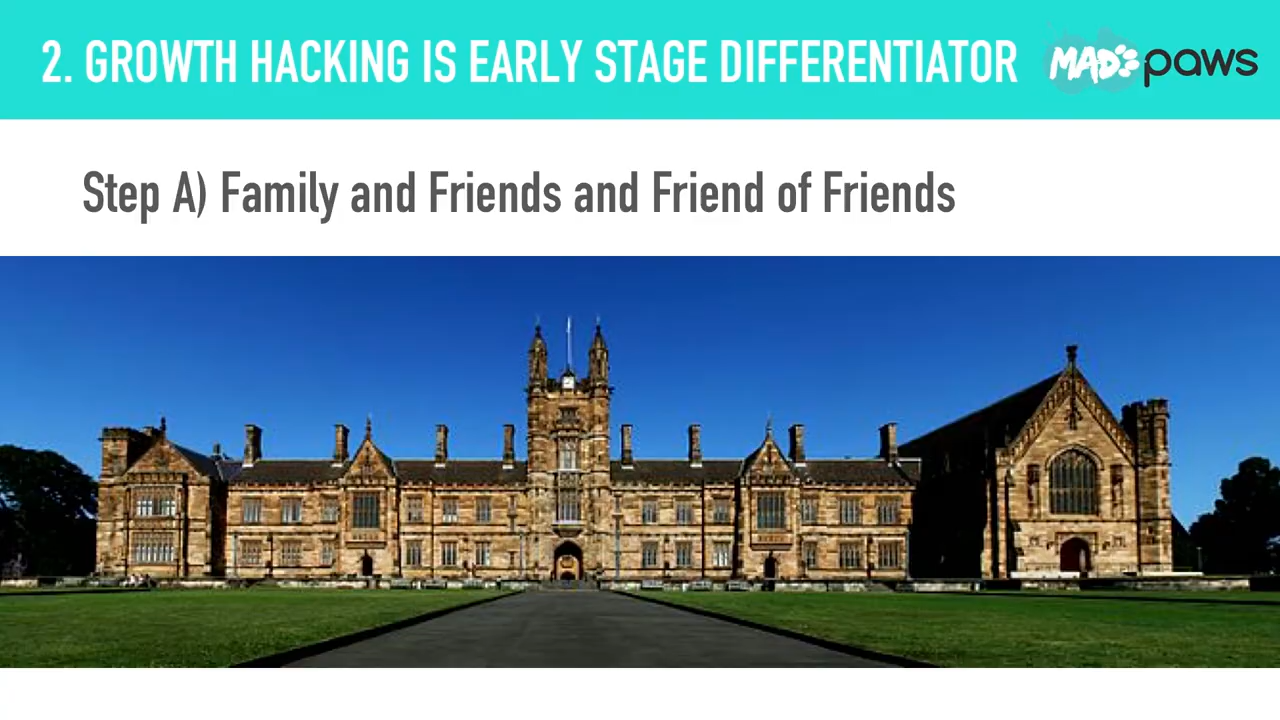 2. GROWTH HACKING IS EARLY STAGE DIFFERENTIATOR
MAD paws
Step A) Family and Friends and Friend of Friends